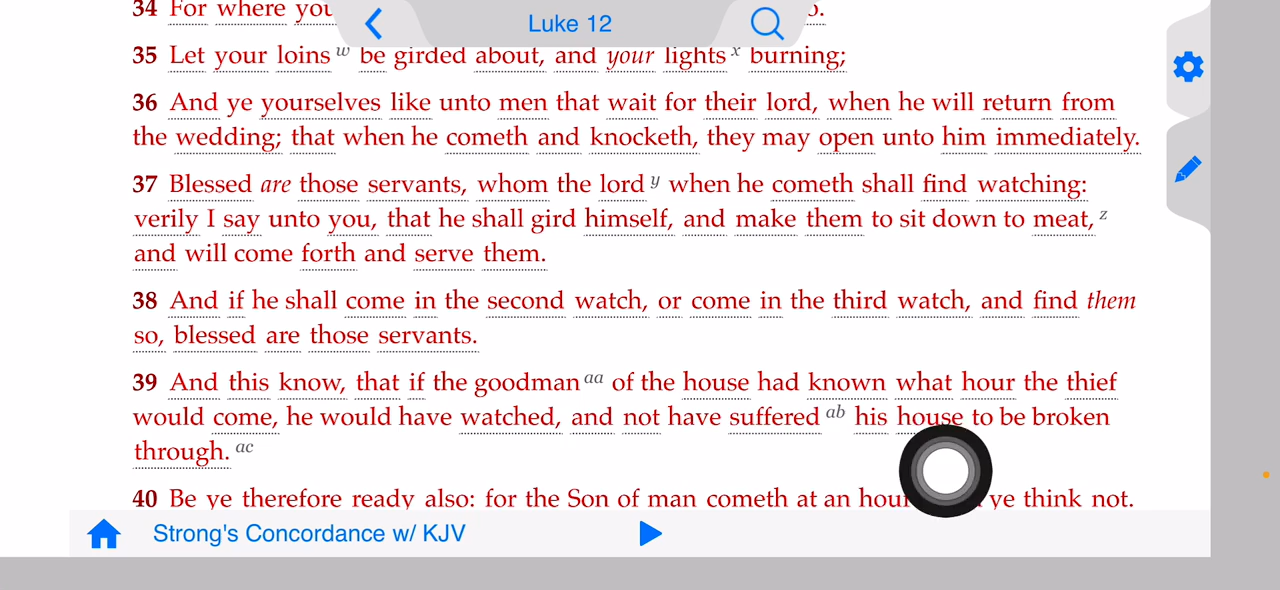 34 For where you
Luke 12
35 Let your loins w be girded about, and your lights x burning;
36 And ye yourselves like unto men that wait for their lord, when he will return from
the wedding; that when he cometh and knocketh, they may open unto him immediately.
37 Blessed are those servants, whom the lord y when he cometh shall find watching:
verily I say unto you, that he shall gird himself, and make them to sit down to meat, z
and will come forth and serve them.
38 And if he shall come in the second watch, or come in the third watch, and find them
so, blessed are those servants.
39 And this know, that if the goodman aa of the house had known what hour the thief
would come, he would have watched, and not have suffered ab his house to be broken
through. ac
40 Be ye therefore ready also: for the Son of man cometh at an hour ye think not.
Strong's Concordance w/ KJV